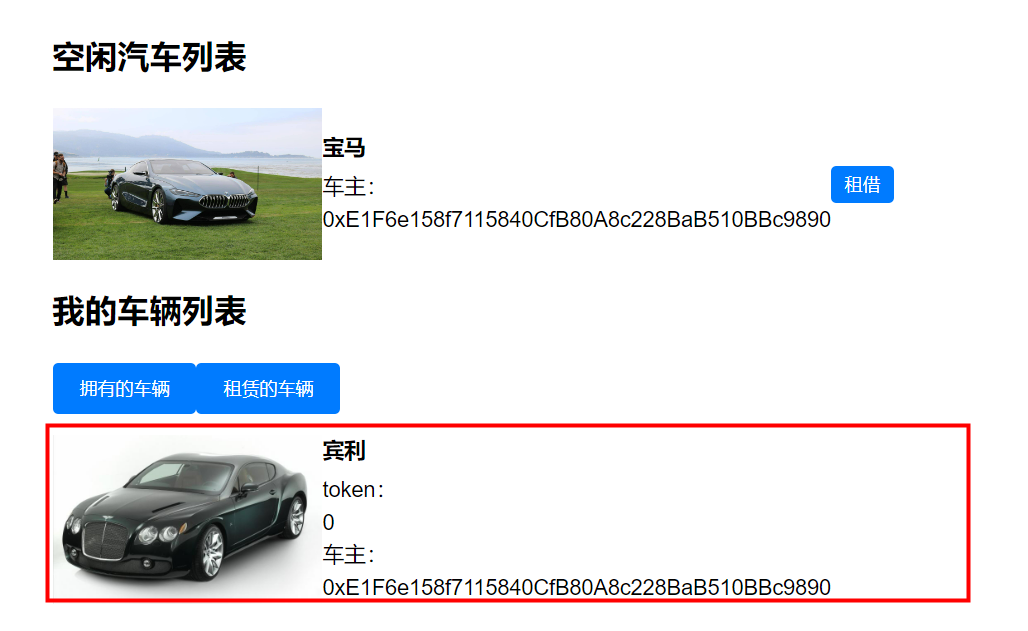 空闲汽车列表
宝马
车主：
0xE1F6e158f7115840CfB80A8c228BaB510BBc9890
租借
我的车辆列表
拥有的车辆
租赁的车辆
宾利
token：
0
车主：
0xE1F6e158f7115840CfB80A8c228BaB510BBc9890